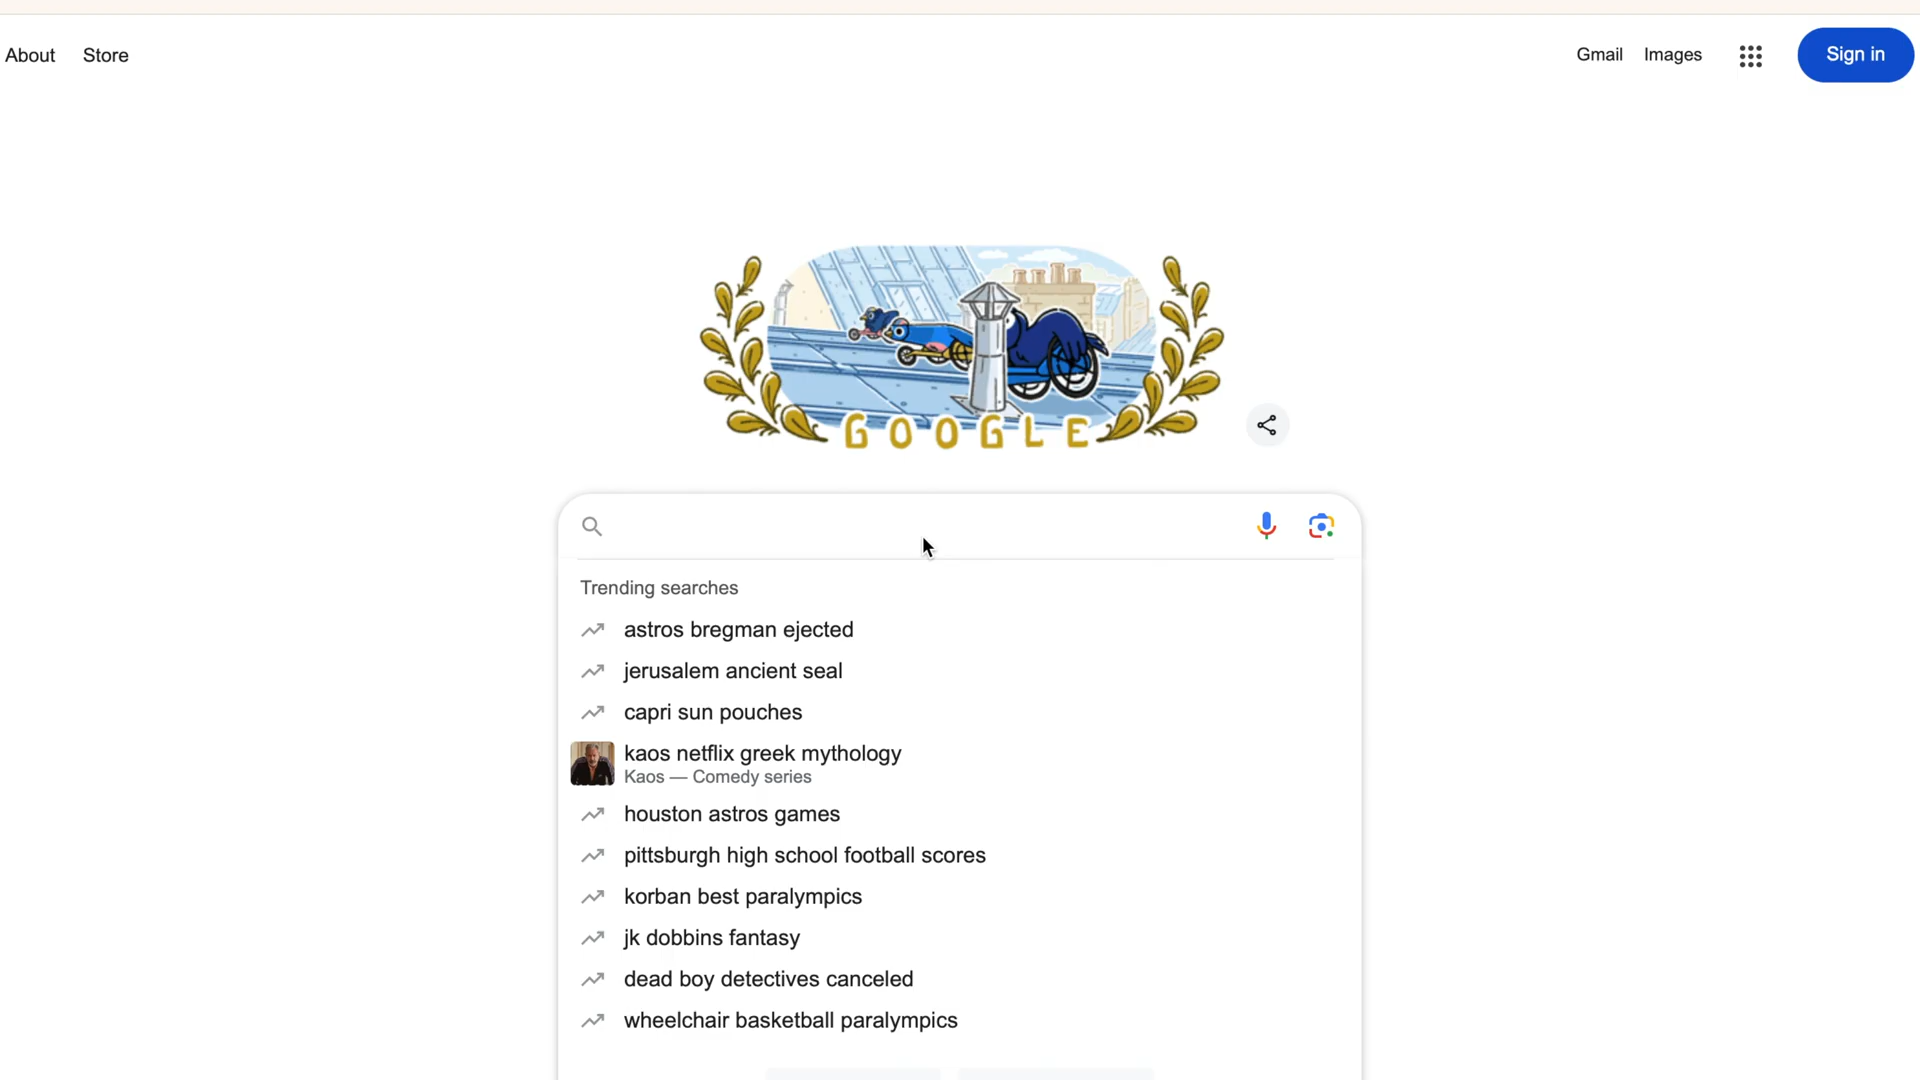 About Store Gmail Images Sign in
GOOGLE
Trending searches
astros bregman ejected
jerusalem ancient seal
capri sun pouches
kaos netflix greek mythology
Kaos — Comedy series
houston astros games
pittsburgh high school football scores
korban best paralympics
jk dobbins fantasy
dead boy detectives canceled
wheelchair basketball paralympics